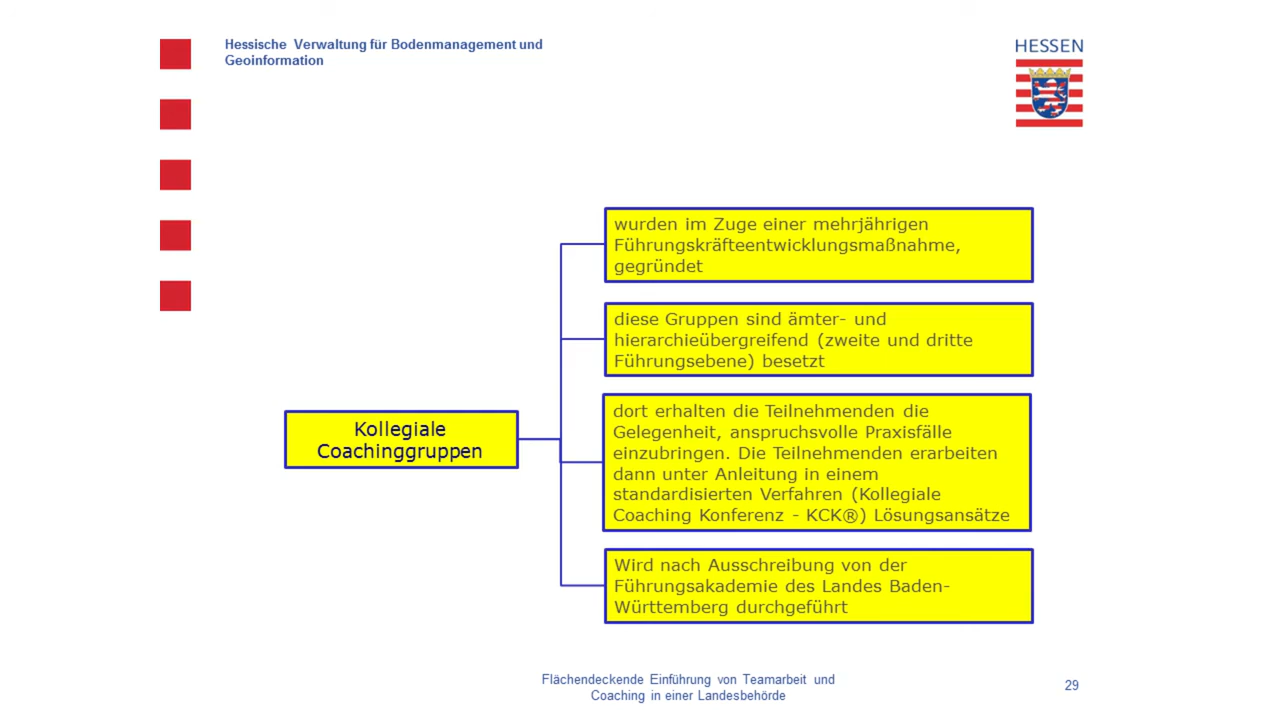 Hessische Verwaltung für Bodenmanagement und
Geoinformation
HESSEN
wurden im Zuge einer mehrjährigen
Führungskräfteentwicklungsmaßnahme,
gegründet
diese Gruppen sind ämter- und
hierarchieübergreifend (zweite und dritte
Führungsebene) besetzt
Kollegiale
Coachinggruppen
dort erhalten die Teilnehmenden die
Gelegenheit, anspruchsvolle Praxisfälle
einzubringen. Die Teilnehmenden erarbeiten
dann unter Anleitung in einem
standardisierten Verfahren (Kollegiale
Coaching Konferenz - KCK®) Lösungsansätze
Wird nach Ausschreibung von der
Führungsakademie des Landes Baden-
Württemberg durchgeführt
Flächendeckende Einführung von Teamarbeit und
Coaching in einer Landesbehörde
29